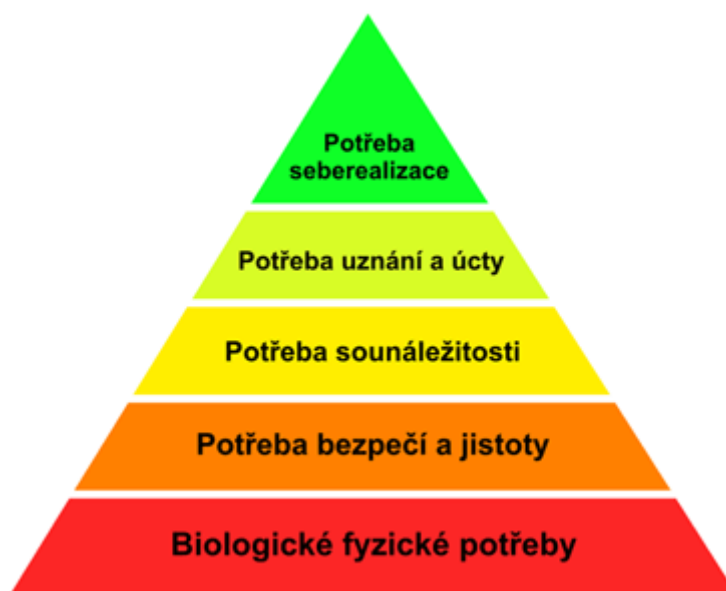 Potřeba
seberealizace
Potřeba uznání a úcty
Potřeba sounáležitosti
Potřeba bezpečí a jistoty
Biologické fyzické potřeby